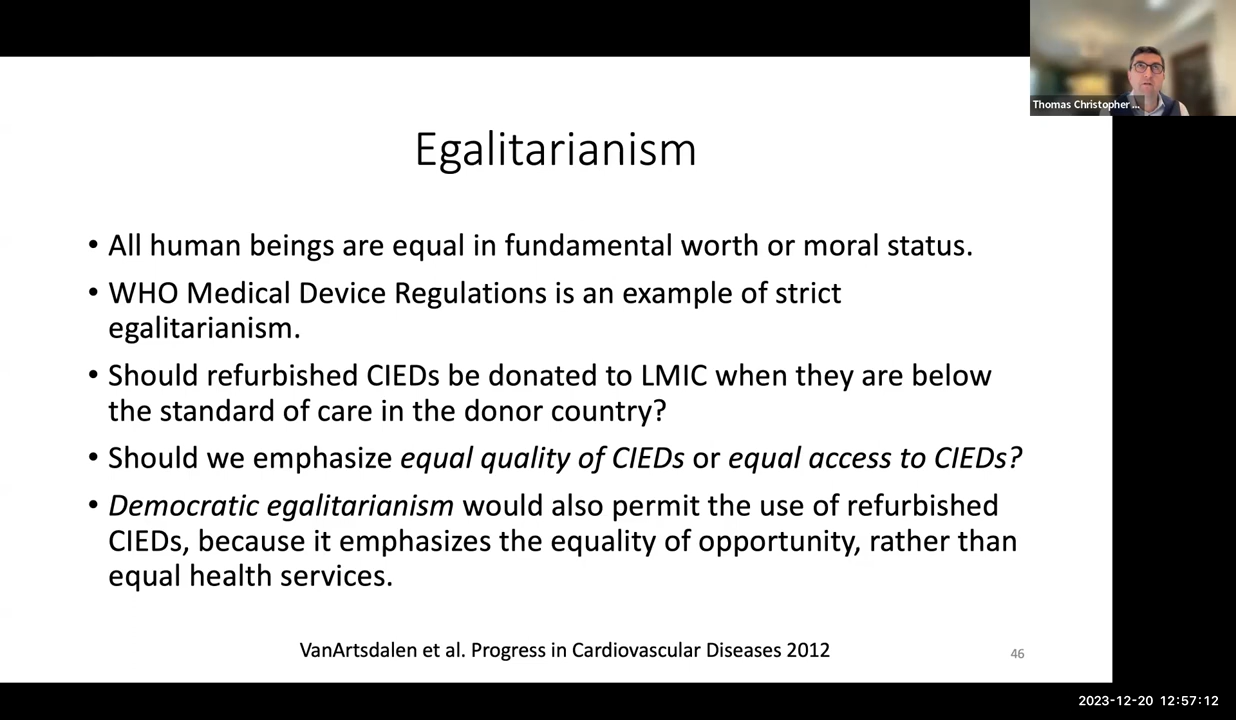 Thomas Christopher ...
Egalitarianism
• All human beings are equal in fundamental worth or moral status.
• WHO Medical Device Regulations is an example of strict
egalitarianism.
• Should refurbished CIEDs be donated to LMIC when they are below
the standard of care in the donor country?
• Should we emphasize equal quality of CIEDs or equal access to CIEDs?
• Democratic egalitarianism would also permit the use of refurbished
CIEDs, because it emphasizes the equality of opportunity, rather than
equal health services.
VanArtsdalen et al. Progress in Cardiovascular Diseases 2012
46
2023-12-20 12:57:12